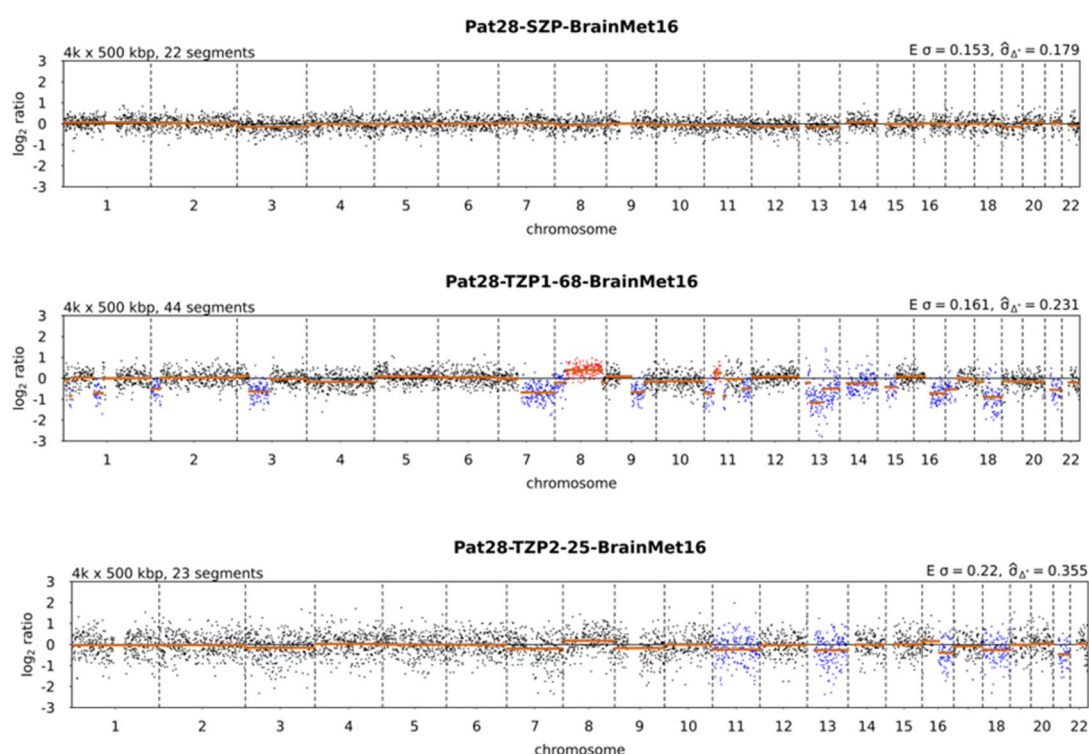 Pat28-SZP-BrainMet16
4k x 500 kbp, 22 segments E σ = 0.153, σ̂Δ* = 0.179
3
2
1
0
-1
-2
-3
log₂ ratio
1 2 3 4 5 6 7 8 9 10 11 12 13 14 15 16 18 20 22
chromosome
Pat28-TZP1-68-BrainMet16
4k x 500 kbp, 44 segments E σ = 0.161, σ̂Δ* = 0.231
3
2
1
0
-1
-2
-3
log₂ ratio
1 2 3 4 5 6 7 8 9 10 11 12 13 14 15 16 18 20 22
chromosome
Pat28-TZP2-25-BrainMet16
4k x 500 kbp, 23 segments E σ = 0.22, σ̂Δ* = 0.355
3
2
1
0
-1
-2
-3
log₂ ratio
1 2 3 4 5 6 7 8 9 10 11 12 13 14 15 16 18 20 22
chromosome